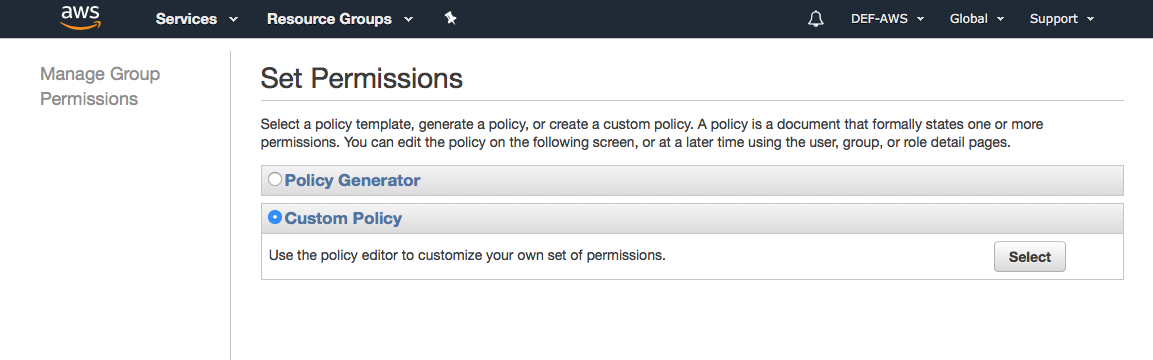 aws Services Resource Groups DEF-AWS Global Support
Manage Group
Permissions
Set Permissions
Select a policy template, generate a policy, or create a custom policy. A policy is a document that formally states one or more
permissions. You can edit the policy on the following screen, or at a later time using the user, group, or role detail pages.
Policy Generator
Custom Policy
Use the policy editor to customize your own set of permissions. Select